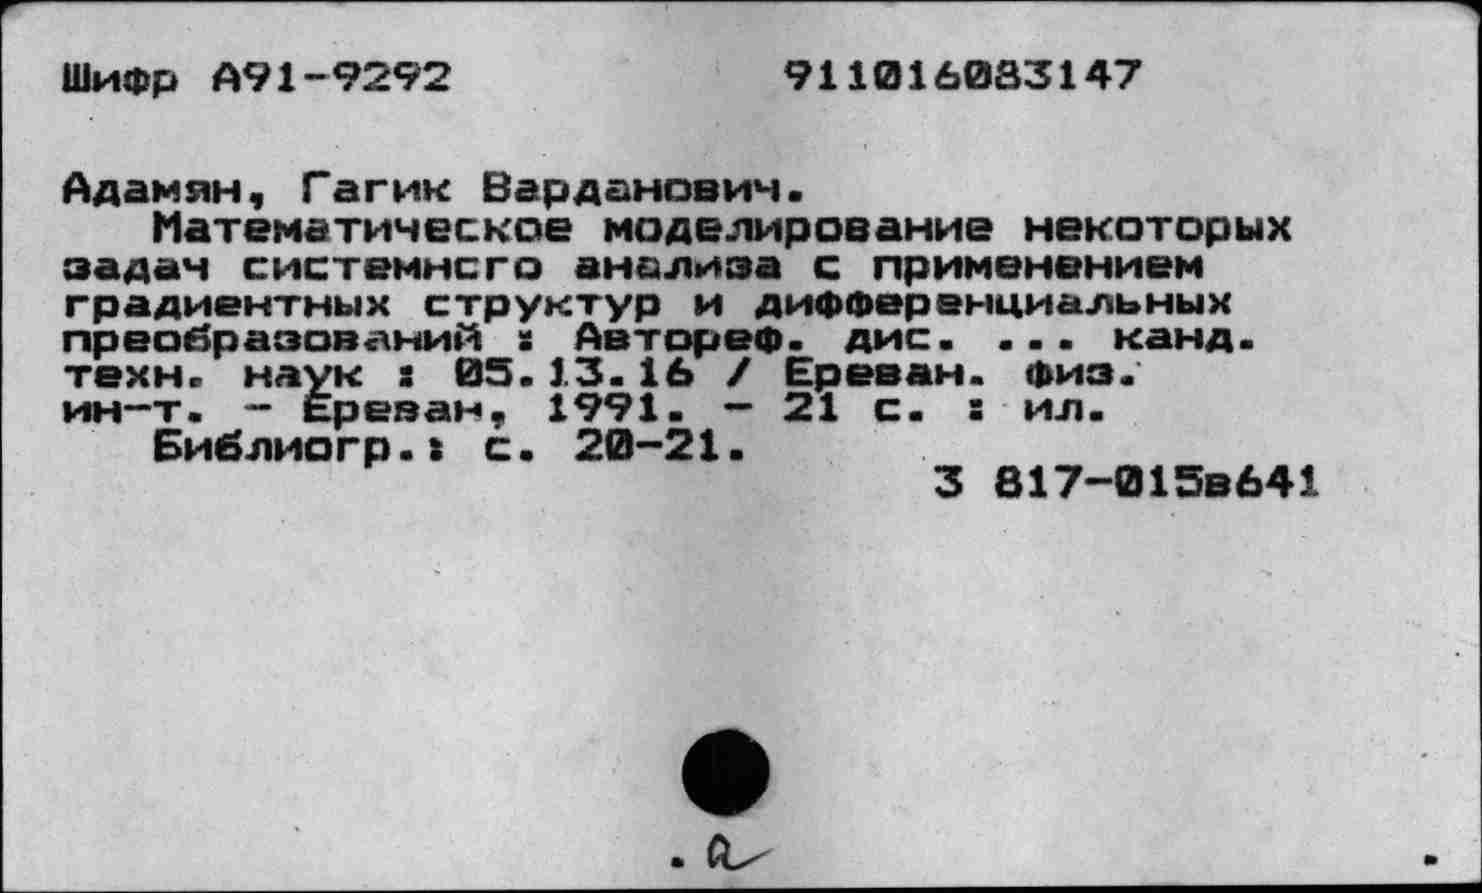 Шифр А91-9292 911016083147
Адамян, Гагик Варданович.
Математическое моделирование некоторых
задач системного анализа с применением
градиентных структур и дифференциальных
преобразований : Автореф. дис. ... канд.
техн. наук : 05.13.16 / Ереван. физ.
ин-т. - Ереван, 1991. - 21 с. : ил.
Библиогр.: с. 20-21.
3 817-015в641